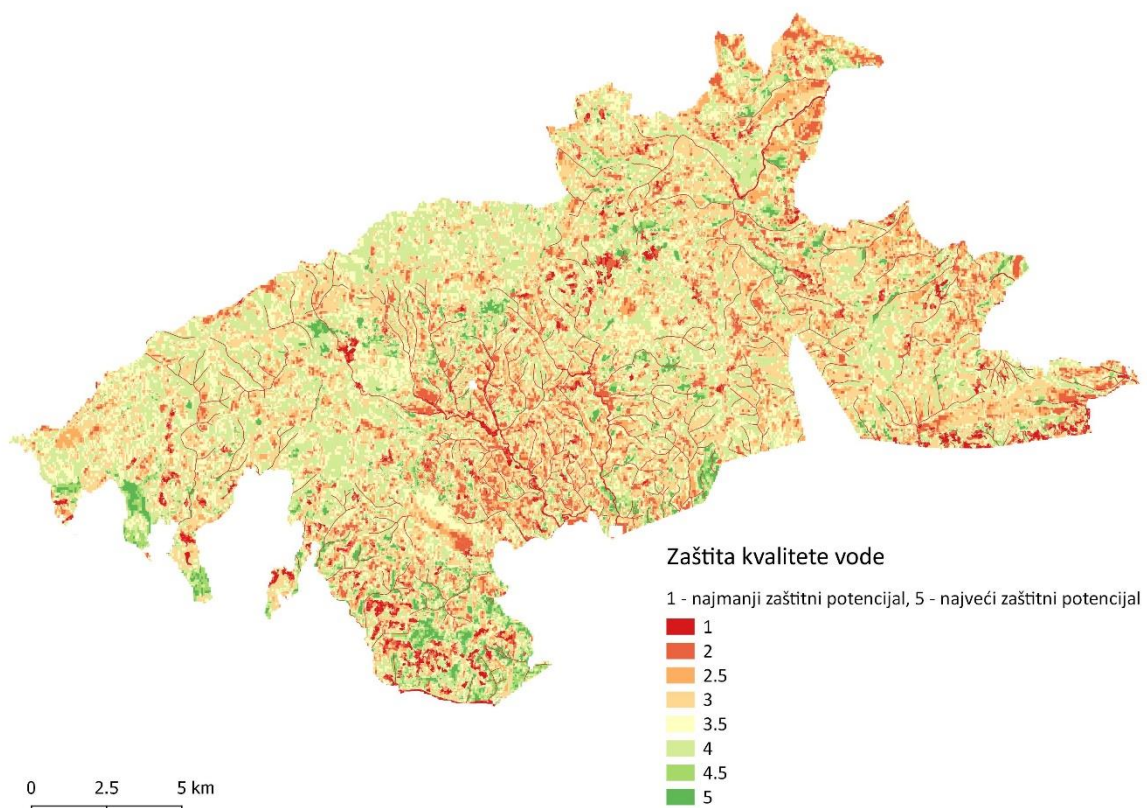 Zaštita kvalitete vode
1 - najmanji zaštitni potencijal, 5 - najveći zaštitni potencijal
1
2
2.5
3
3.5
4
4.5
5
0 2.5 5 km